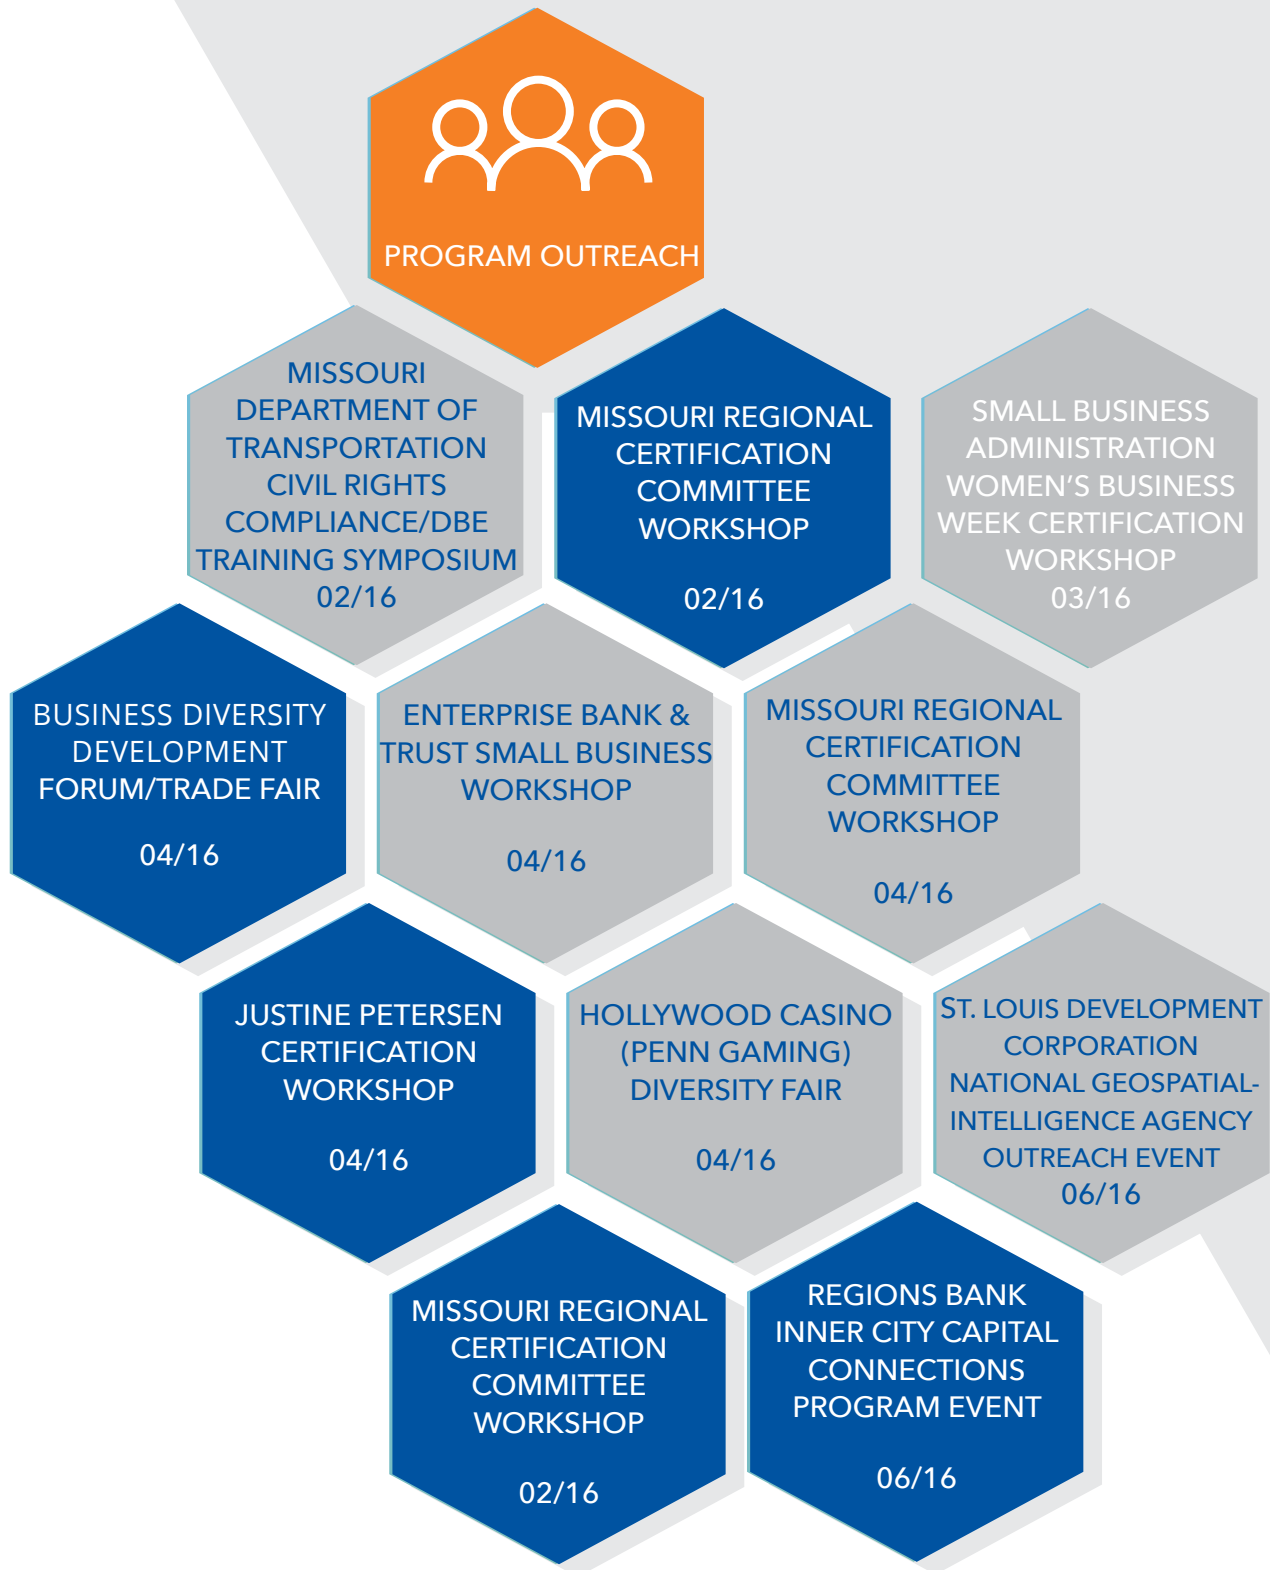 PROGRAM OUTREACH
MISSOURI
DEPARTMENT OF
TRANSPORTATION
CIVIL RIGHTS
COMPLIANCE/DBE
TRAINING SYMPOSIUM
02/16
MISSOURI REGIONAL
CERTIFICATION
COMMITTEE
WORKSHOP
02/16
SMALL BUSINESS
ADMINISTRATION
WOMEN’S BUSINESS
WEEK CERTIFICATION
WORKSHOP
03/16
BUSINESS DIVERSITY
DEVELOPMENT
FORUM/TRADE FAIR
04/16
ENTERPRISE BANK &
TRUST SMALL BUSINESS
WORKSHOP
04/16
MISSOURI REGIONAL
CERTIFICATION
COMMITTEE
WORKSHOP
04/16
JUSTINE PETERSEN
CERTIFICATION
WORKSHOP
04/16
HOLLYWOOD CASINO
(PENN GAMING)
DIVERSITY FAIR
04/16
ST. LOUIS DEVELOPMENT
CORPORATION
NATIONAL GEOSPATIAL-
INTELLIGENCE AGENCY
OUTREACH EVENT
06/16
MISSOURI REGIONAL
CERTIFICATION
COMMITTEE
WORKSHOP
02/16
REGIONS BANK
INNER CITY CAPITAL
CONNECTIONS
PROGRAM EVENT
06/16